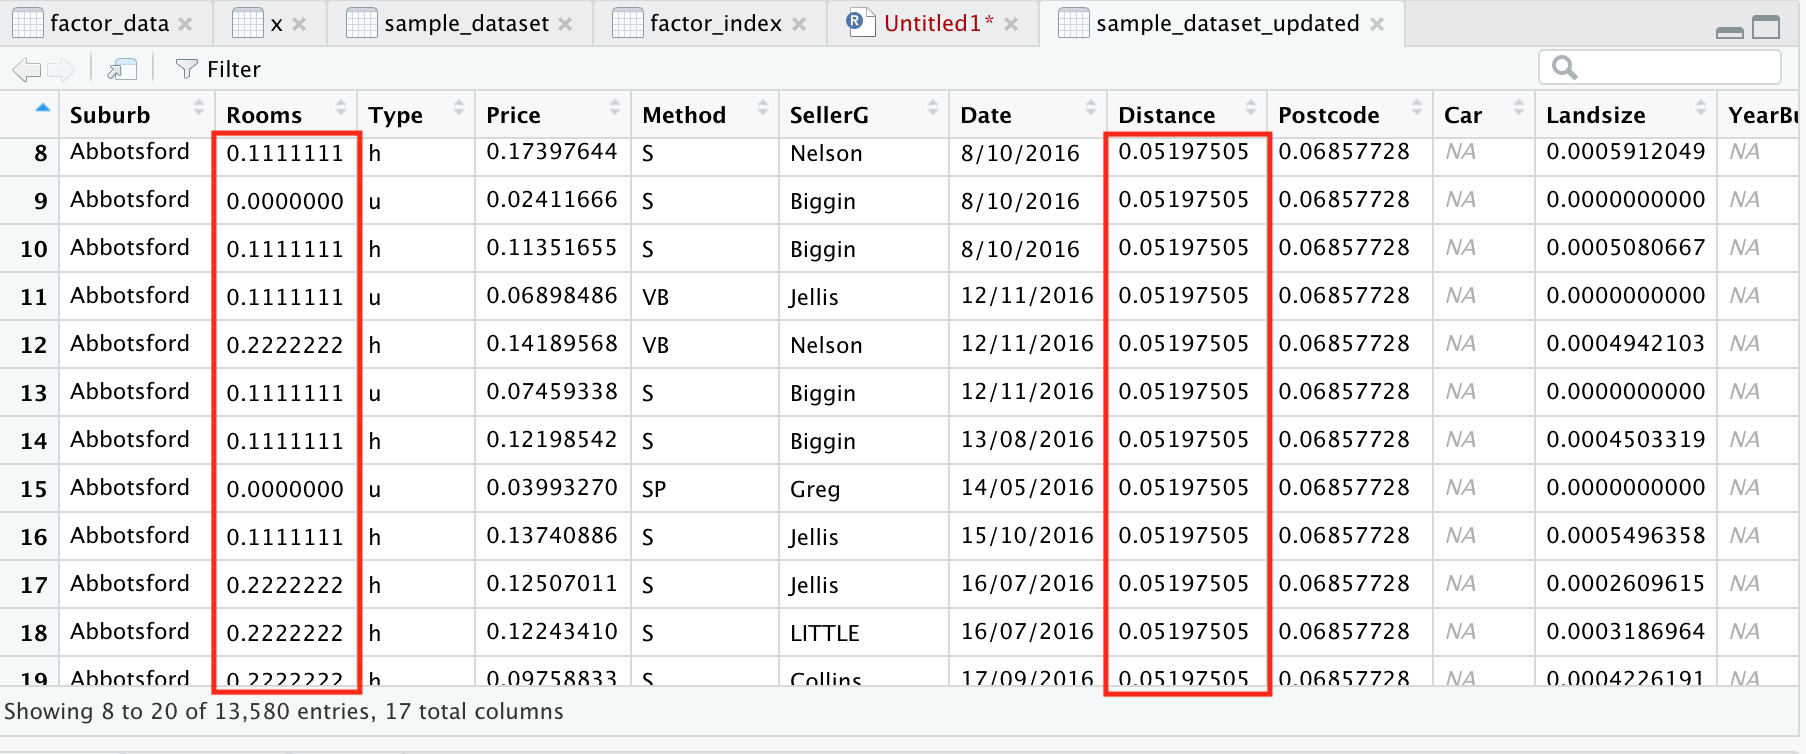 factor_data x sample_dataset factor_index Untitled1* sample_dataset_updated
Filter
Suburb Rooms Type Price Method SellerG Date Distance Postcode Car Landsize YearBu
8 Abbotsford 0.1111111 h 0.17397644 S Nelson 8/10/2016 0.05197505 0.06857728 NA 0.0005912049 NA
9 Abbotsford 0.0000000 u 0.02411666 S Biggin 8/10/2016 0.05197505 0.06857728 NA 0.0000000000 NA
10 Abbotsford 0.1111111 h 0.11351655 S Biggin 8/10/2016 0.05197505 0.06857728 NA 0.0005080667 NA
11 Abbotsford 0.1111111 u 0.06898486 VB Jellis 12/11/2016 0.05197505 0.06857728 NA 0.0000000000 NA
12 Abbotsford 0.2222222 h 0.14189568 VB Nelson 12/11/2016 0.05197505 0.06857728 NA 0.0004942103 NA
13 Abbotsford 0.1111111 u 0.07459338 S Biggin 12/11/2016 0.05197505 0.06857728 NA 0.0000000000 NA
14 Abbotsford 0.1111111 h 0.12198542 S Biggin 13/08/2016 0.05197505 0.06857728 NA 0.0004503319 NA
15 Abbotsford 0.0000000 u 0.03993270 SP Greg 14/05/2016 0.05197505 0.06857728 NA 0.0000000000 NA
16 Abbotsford 0.1111111 h 0.13740886 S Jellis 15/10/2016 0.05197505 0.06857728 NA 0.0005496358 NA
17 Abbotsford 0.2222222 h 0.12507011 S Jellis 16/07/2016 0.05197505 0.06857728 NA 0.0002609615 NA
18 Abbotsford 0.2222222 h 0.12243410 S LITTLE 16/07/2016 0.05197505 0.06857728 NA 0.0003186964 NA
19 Abbotsford 0.2222222 h 0.09758833 S Collins 17/09/2016 0.05197505 0.06857728 NA 0.0004226191 NA
Showing 8 to 20 of 13,580 entries, 17 total columns